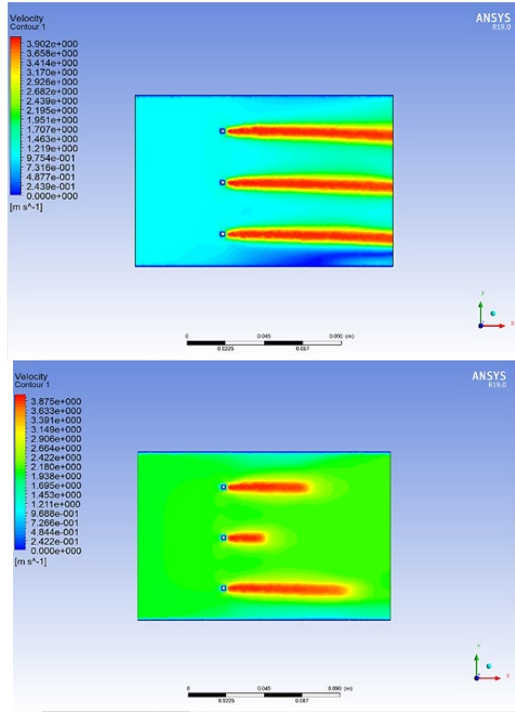 Velocity
Contour 1
ANSYS
R19.0
3.902e+000
3.658e+000
3.414e+000
3.170e+000
2.926e+000
2.682e+000
2.439e+000
2.195e+000
1.951e+000
1.707e+000
1.463e+000
1.219e+000
9.754e-001
7.316e-001
4.877e-001
2.439e-001
0.000e+000
[m s^-1]
Y
X
0
0.045
0.090 (m)
0.0225
0.067
Velocity
Contour 1
ANSYS
R19.0
3.875e+000
3.633e+000
3.391e+000
3.149e+000
2.906e+000
2.664e+000
2.422e+000
2.180e+000
1.938e+000
1.695e+000
1.453e+000
1.211e+000
9.688e-001
7.266e-001
4.844e-001
2.422e-001
0.000e+000
[m s^-1]
Y
X
0
0.045
0.090 (m)
0.0225
0.067